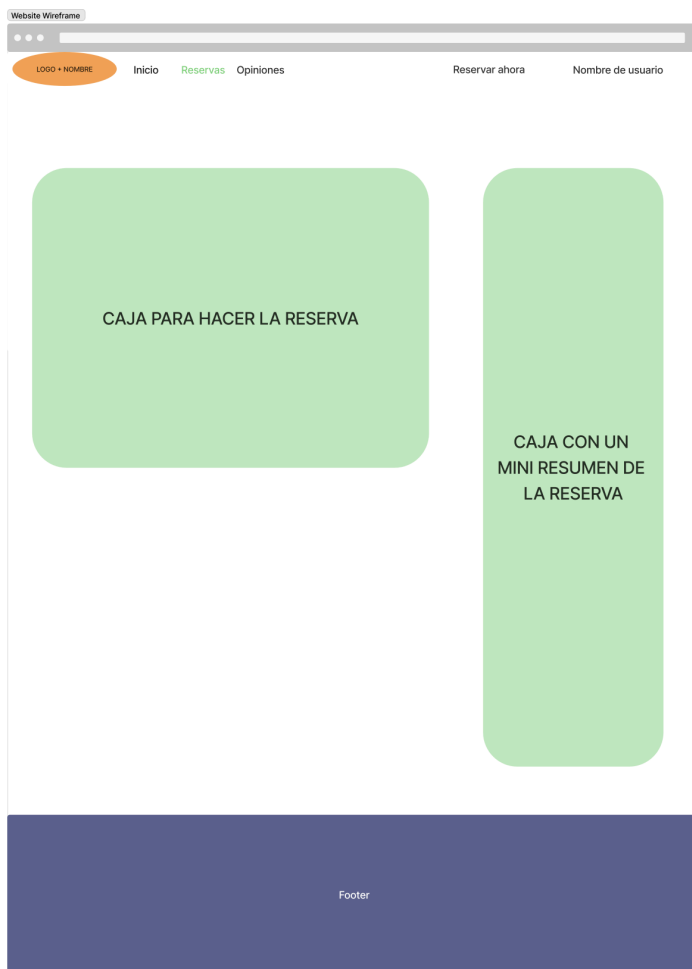 Website Wireframe
LOGO + NOMBRE
Inicio
Reservas
Opiniones
Reservar ahora
Nombre de usuario
CAJA PARA HACER LA RESERVA
CAJA CON UN
MINI RESUMEN DE
LA RESERVA
Footer